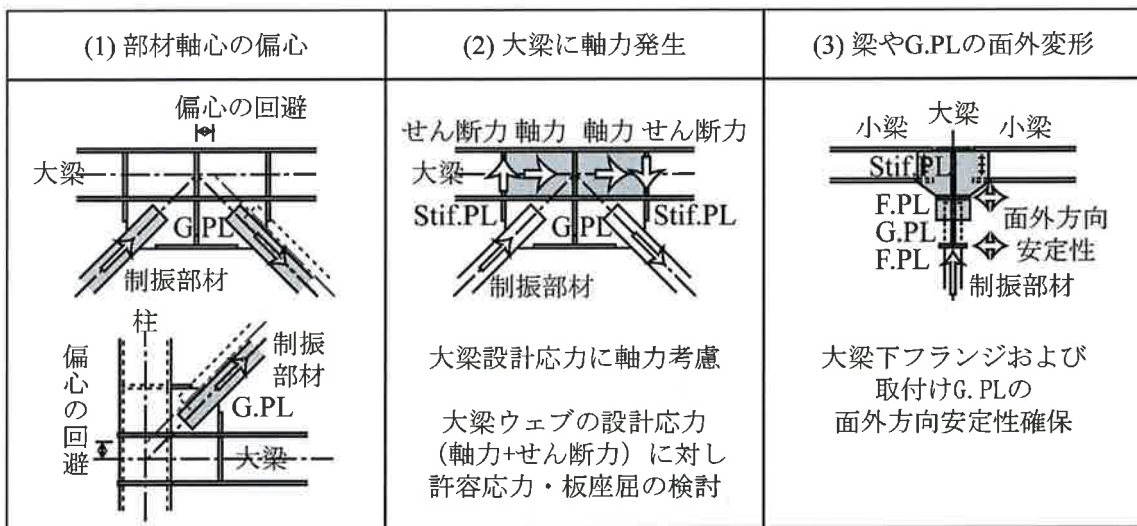 (1) 部材軸心の偏心
偏心の回避
大梁
G.PL
制振部材
柱
偏心の回避
制振
部材
G.PL
大梁
(2) 大梁に軸力発生
せん断力 軸力 軸力 せん断力
大梁
Stif.PL G.PL Stif.PL
制振部材
大梁設計応力に軸力考慮
大梁ウェブの設計応力
（軸力+せん断力）に対し
許容応力・板座屈の検討
(3) 梁やG.PLの面外変形
大梁
小梁 小梁
Stif.PL
F.PL
G.PL
F.PL
面外方向
安定性
制振部材
大梁下フランジおよび
取付けG.PLの
面外方向安定性確保